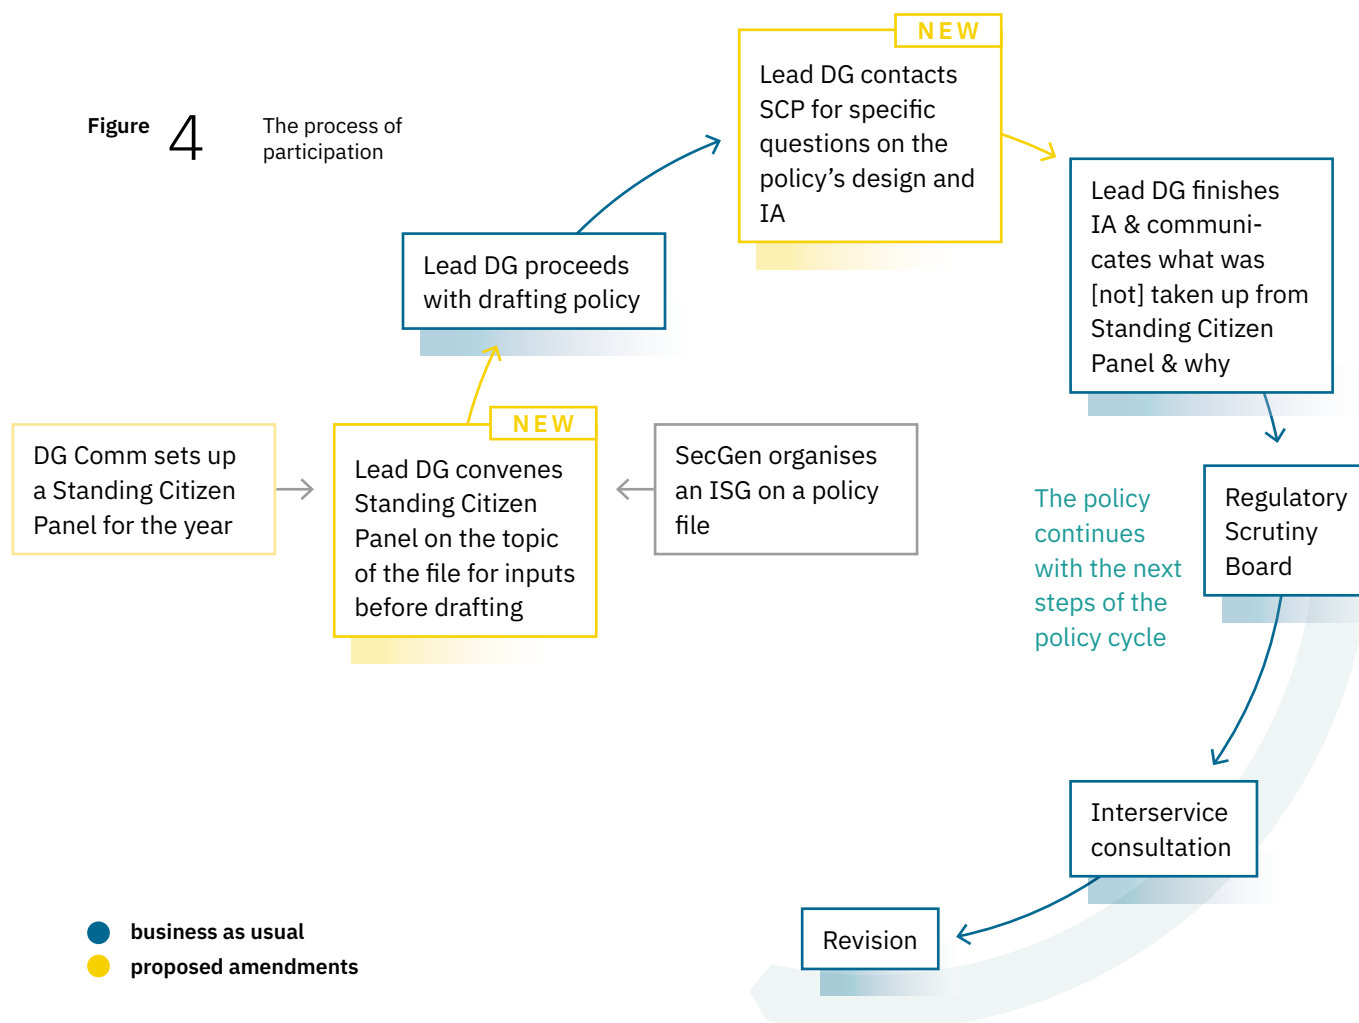 Figure 4
The process of
participation
NEW
Lead DG contacts
SCP for specific
questions on the
policy’s design and
IA
Lead DG finishes
IA & communi-
cates what was
[not] taken up from
Standing Citizen
Panel & why
Lead DG proceeds
with drafting policy
DG Comm sets up
a Standing Citizen
Panel for the year
NEW
Lead DG convenes
Standing Citizen
Panel on the topic
of the file for inputs
before drafting
SecGen organises
an ISG on a policy
file
The policy
continues
with the next
steps of the
policy cycle
Regulatory
Scrutiny
Board
Interservice
consultation
Revision
business as usual
proposed amendments